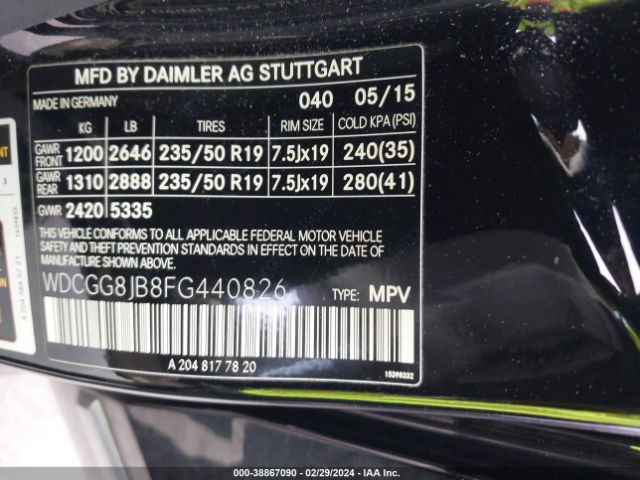 MFD BY DAIMLER AG STUTTGART
MADE IN GERMANY 040 05/15
KG LB TIRES RIM SIZE COLD KPA (PSI)
GAWR FRONT 1200 2646 235/50 R19 7.5Jx19 240(35)
GAWR REAR 1310 2888 235/50 R19 7.5Jx19 280(41)
GVWR 2420 5335
THIS VEHICLE CONFORMS TO ALL APPLICABLE FEDERAL MOTOR VEHICLE
SAFETY AND THEFT PREVENTION STANDARDS IN EFFECT ON THE
DATE OF MANUFACTURE SHOWN ABOVE.
WDCGG8JB8FG440826 TYPE: MPV
A 204 817 78 20
15398332
000-38867090 - 02/29/2024 - IAA Inc.